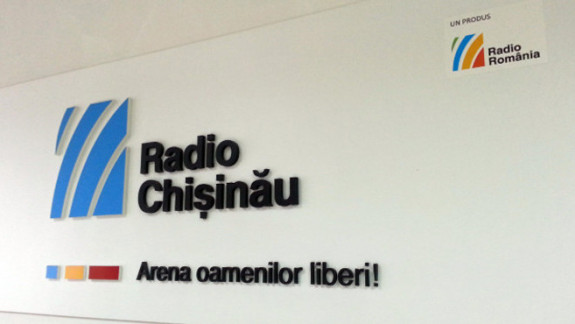 UN PRODUS
Radio
România
Radio
Chișinău
Arena oamenilor liberi!